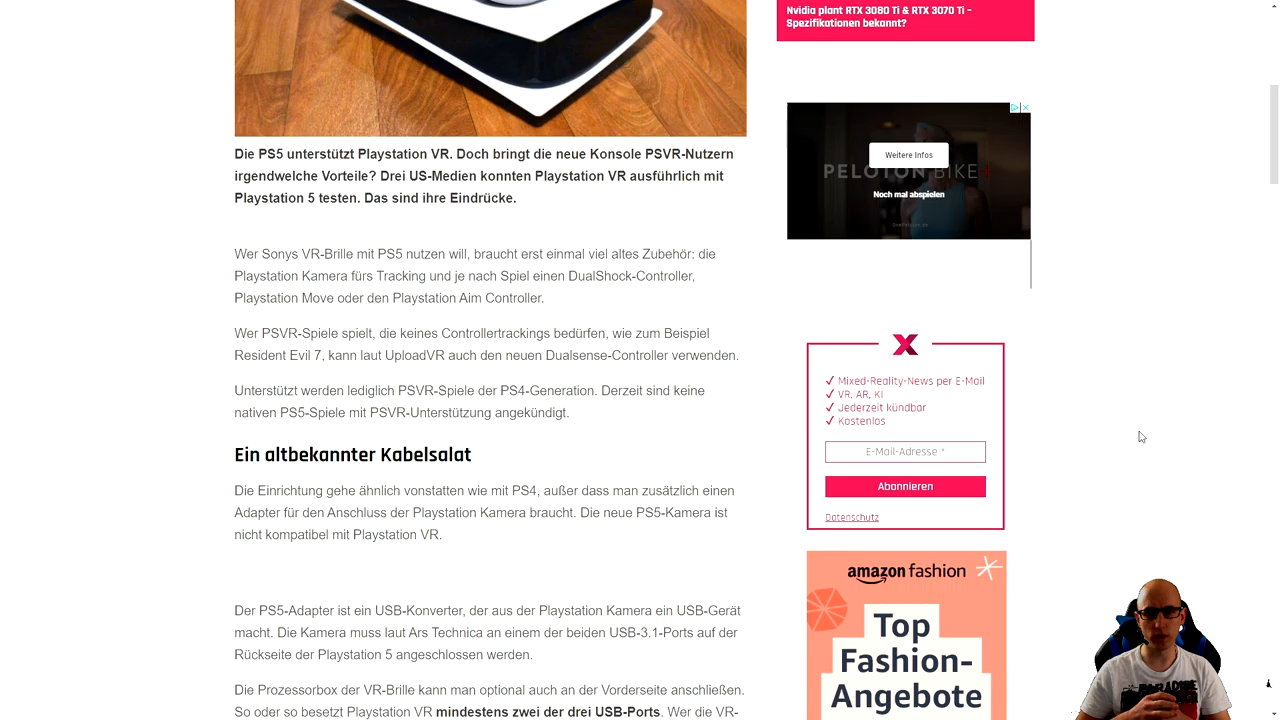 Nvidia plant RTX 3080 Ti & RTX 3070 Ti –
Spezifikationen bekannt?
Die PS5 unterstützt Playstation VR. Doch bringt die neue Konsole PSVR-Nutzern
irgendwelche Vorteile? Drei US-Medien konnten Playstation VR ausführlich mit
Playstation 5 testen. Das sind ihre Eindrücke.
Wer Sonys VR-Brille mit PS5 nutzen will, braucht erst einmal viel altes Zubehör: die
Playstation Kamera fürs Tracking und je nach Spiel einen DualShock-Controller,
Playstation Move oder den Playstation Aim Controller.
Wer PSVR-Spiele spielt, die keines Controllertrackings bedürfen, wie zum Beispiel
Resident Evil 7, kann laut UploadVR auch den neuen Dualsense-Controller verwenden.
Unterstützt werden lediglich PSVR-Spiele der PS4-Generation. Derzeit sind keine
nativen PS5-Spiele mit PSVR-Unterstützung angekündigt.
Ein altbekannter Kabelsalat
Die Einrichtung gehe ähnlich vonstatten wie mit PS4, außer dass man zusätzlich einen
Adapter für den Anschluss der Playstation Kamera braucht. Die neue PS5-Kamera ist
nicht kompatibel mit Playstation VR.
Der PS5-Adapter ist ein USB-Konverter, der aus der Playstation Kamera ein USB-Gerät
macht. Die Kamera muss laut Ars Technica an einem der beiden USB-3.1-Ports auf der
Rückseite der Playstation 5 angeschlossen werden.
Die Prozessorbox der VR-Brille kann man optional auch an der Vorderseite anschließen.
So oder so besetzt Playstation VR mindestens zwei der drei USB-Ports. Wer die VR-
Weitere Infos
PELOTON BIKE+
Noch mal abspielen
✓ Mixed-Reality-News per E-Mail
✓ VR, AR, KI
✓ Jederzeit kündbar
✓ Kostenlos
E-Mail-Adresse *
Abonnieren
Datenschutz
amazon fashion
Top
Fashion-
Angebote